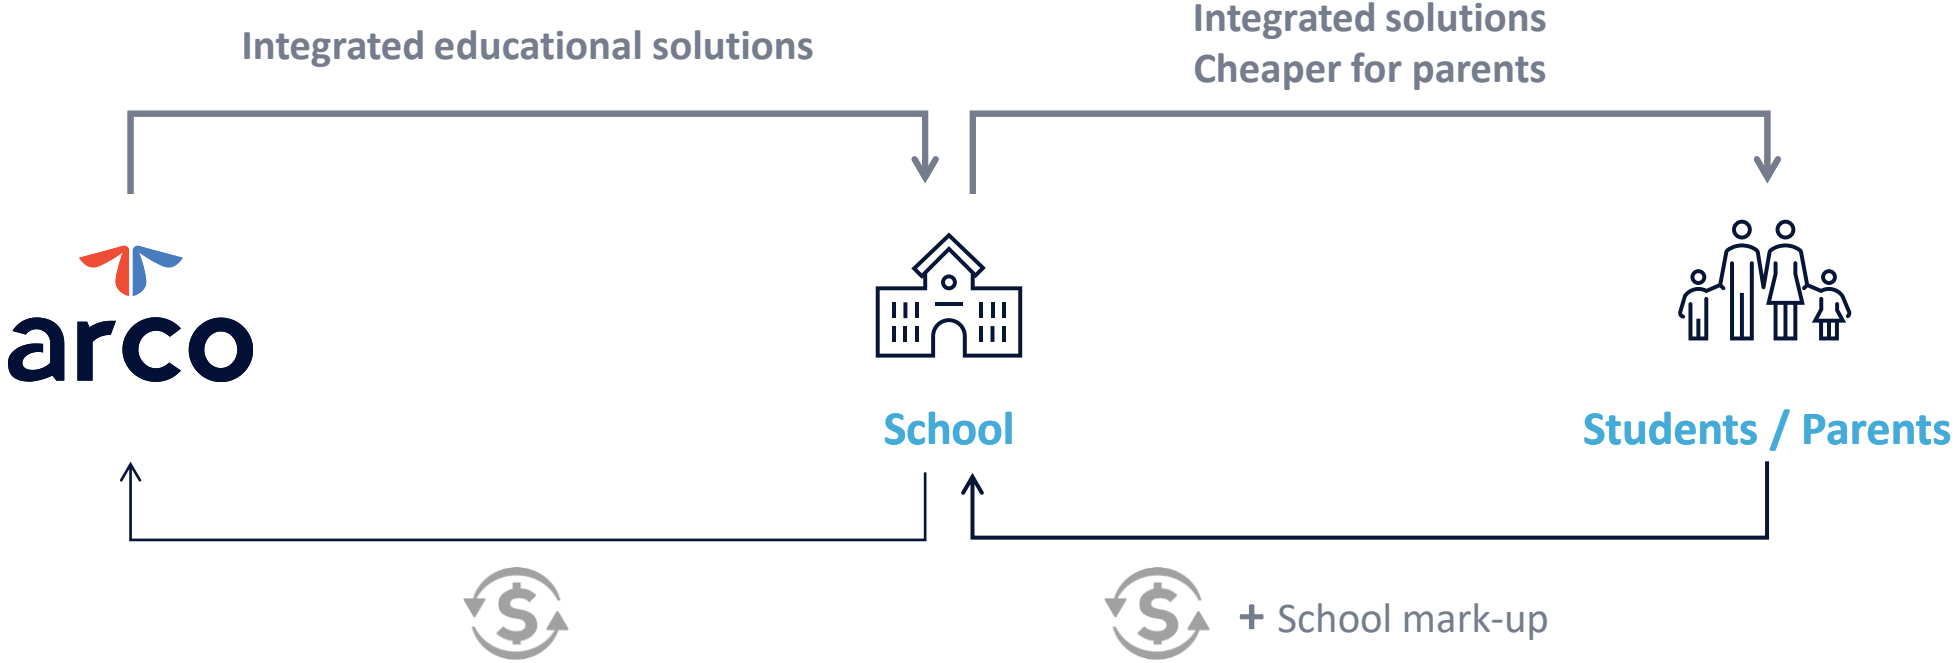 Integrated educational solutions
Integrated solutions
Cheaper for parents
arco
School
Students / Parents
$
$ + School mark-up